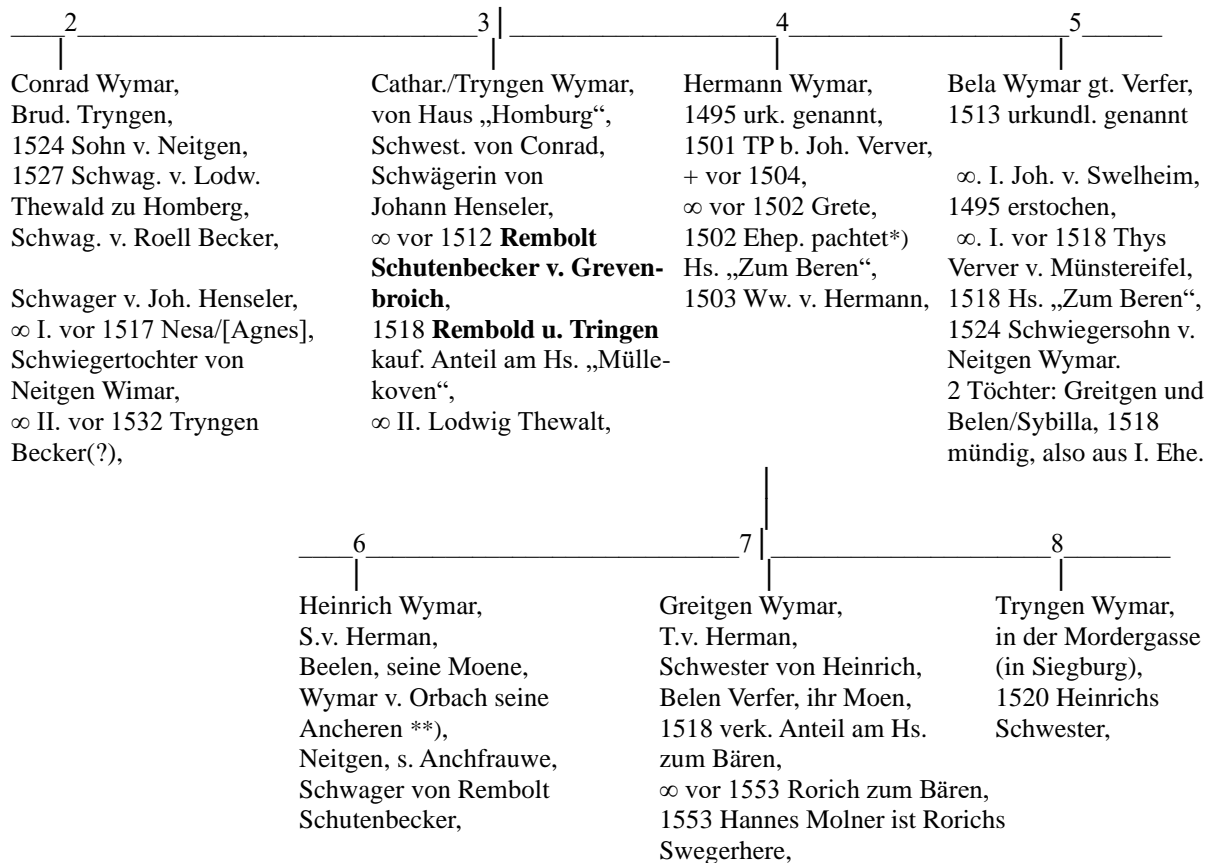 2 3 4 5
Conrad Wymar,
Brud. Tryngen,
1524 Sohn v. Neitgen,
1527 Schwag. v. Lodw.
Thewald zu Homberg,
Schwag. v. Roell Becker,
Schwager v. Joh. Henseler,
∞ I. vor 1517 Nesa/[Agnes],
Schwiegertochter von
Neitgen Wimar,
∞ II. vor 1532 Tryngen
Becker(?),
Cathar./Tryngen Wymar,
von Haus „Homburg“,
Schwest. von Conrad,
Schwägerin von
Johann Henseler,
∞ vor 1512 Rembolt
Schutenbecker v. Greven-
broich,
1518 Rembold u. Tringen
kauf. Anteil am Hs. „Mülle-
koven“,
∞ II. Lodwig Thewalt,
Hermann Wymar,
1495 urk. genannt,
1501 TP b. Joh. Verver,
+ vor 1504,
∞ vor 1502 Grete,
1502 Ehep. pachtet*)
Hs. „Zum Beren“,
1503 Ww. v. Hermann,
Bela Wymar gt. Verfer,
1513 urkundl. genannt
∞. I. Joh. v. Swelheim,
1495 erstochen,
∞. I. vor 1518 Thys
Verver v. Münstereifel,
1518 Hs. „Zum Beren“,
1524 Schwiegersohn v.
Neitgen Wymar.
2 Töchter: Greitgen und
Belen/Sybilla, 1518
mündig, also aus I. Ehe.
6 7 8
Heinrich Wymar,
S.v. Herman,
Beelen, seine Moene,
Wymar v. Orbach seine
Ancheren **),
Neitgen, s. Anchfrauwe,
Schwager von Rembolt
Schutenbecker,
Greitgen Wymar,
T.v. Herman,
Schwester von Heinrich,
Belen Verfer, ihr Moen,
1518 verk. Anteil am Hs.
zum Bären,
∞ vor 1553 Rorich zum Bären,
1553 Hannes Molner ist Rorichs
Swegerhere,
Tryngen Wymar,
in der Mordergasse
(in Siegburg),
1520 Heinrichs
Schwester,